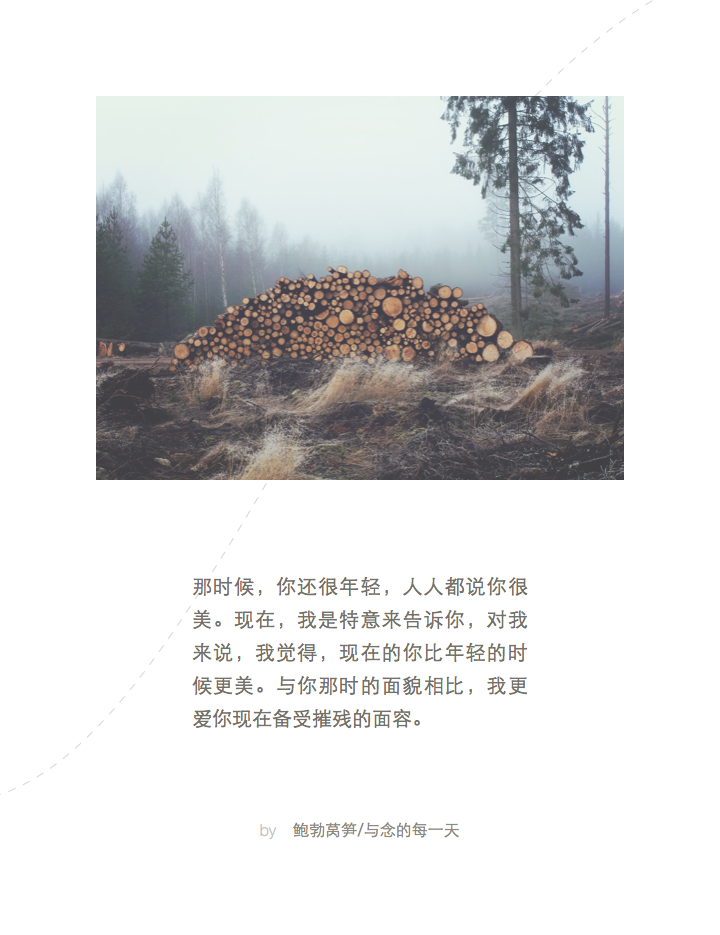 那时候，你还很年轻，人人都说你很
美。现在，我是特意来告诉你，对我
来说，我觉得，现在的你比年轻的时
候更美。与你那时的面貌相比，我更
爱你现在备受摧残的面容。
by 鲍勃莴笋/与念的每一天